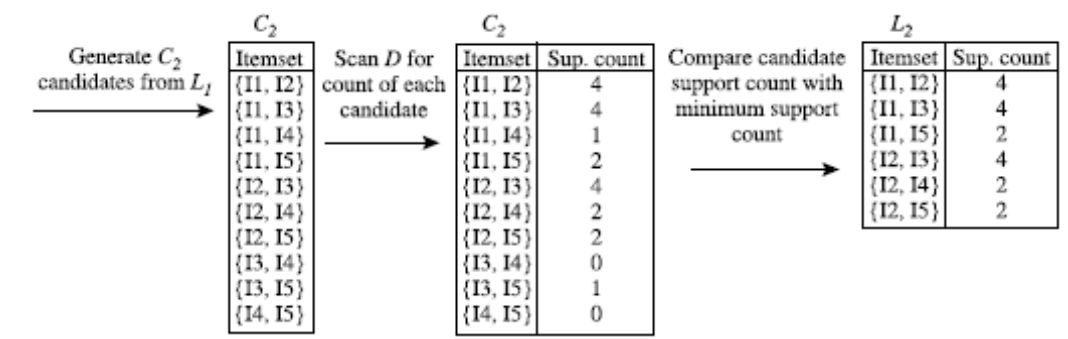 Generate C2
candidates from L1
C2
Itemset
{I1, I2}
{I1, I3}
{I1, I4}
{I1, I5}
{I2, I3}
{I2, I4}
{I2, I5}
{I3, I4}
{I3, I5}
{I4, I5}
Scan D for
count of each
candidate
C2
Itemset Sup. count
{I1, I2} 4
{I1, I3} 4
{I1, I4} 1
{I1, I5} 2
{I2, I3} 4
{I2, I4} 2
{I2, I5} 2
{I3, I4} 0
{I3, I5} 1
{I4, I5} 0
Compare candidate
support count with
minimum support
count
L2
Itemset Sup. count
{I1, I2} 4
{I1, I3} 4
{I1, I5} 2
{I2, I3} 4
{I2, I4} 2
{I2, I5} 2